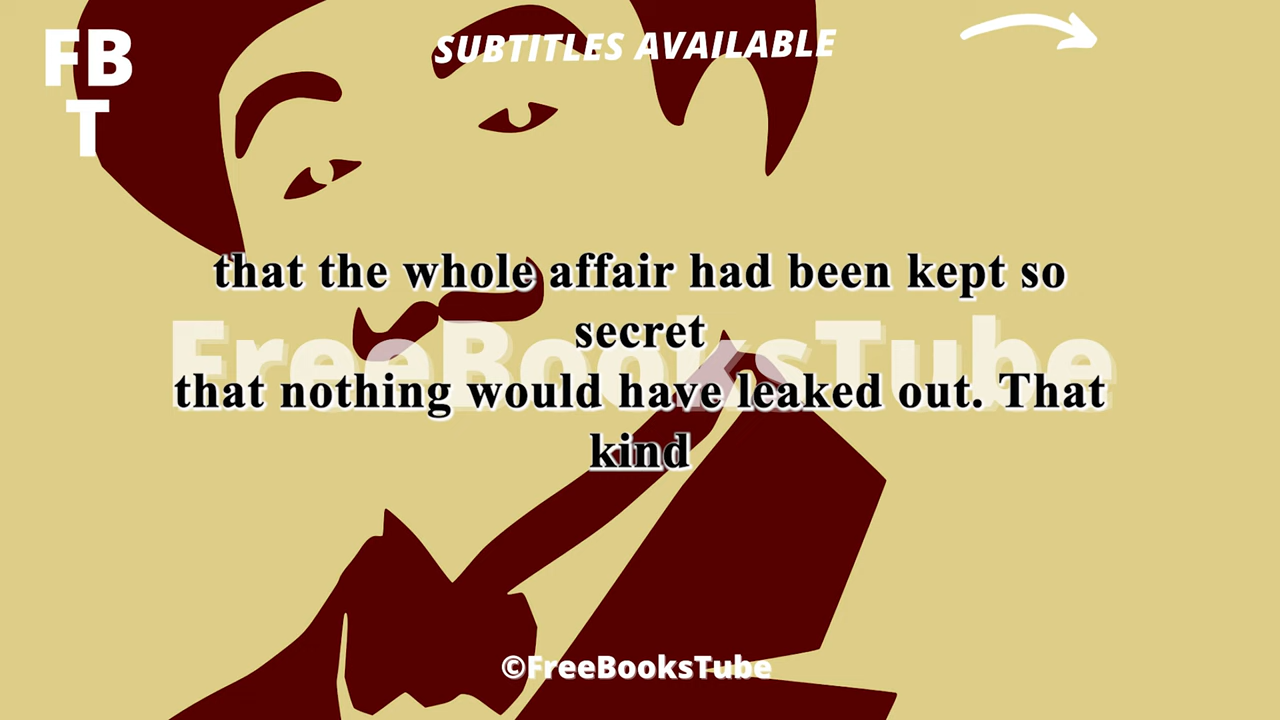 FB
T
SUBTITLES AVAILABLE
that the whole affair had been kept so
secret
FreeBooksTube
that nothing would have leaked out. That
kind
©FreeBooksTube